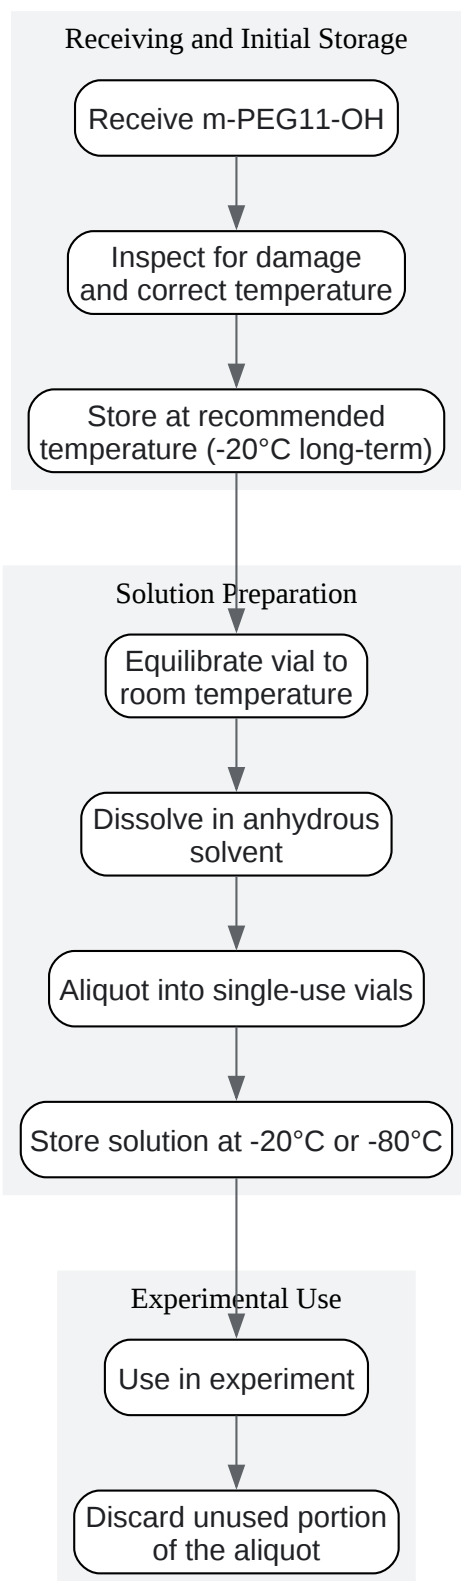 Receiving and Initial Storage
Receive m-PEG11-OH
Inspect for damage
and correct temperature
Store at recommended
temperature (-20°C long-term)
Solution Preparation
Equilibrate vial to
room temperature
Dissolve in anhydrous
solvent
Aliquot into single-use vials
Store solution at -20°C or -80°C
Experimental Use
Use in experiment
Discard unused portion
of the aliquot